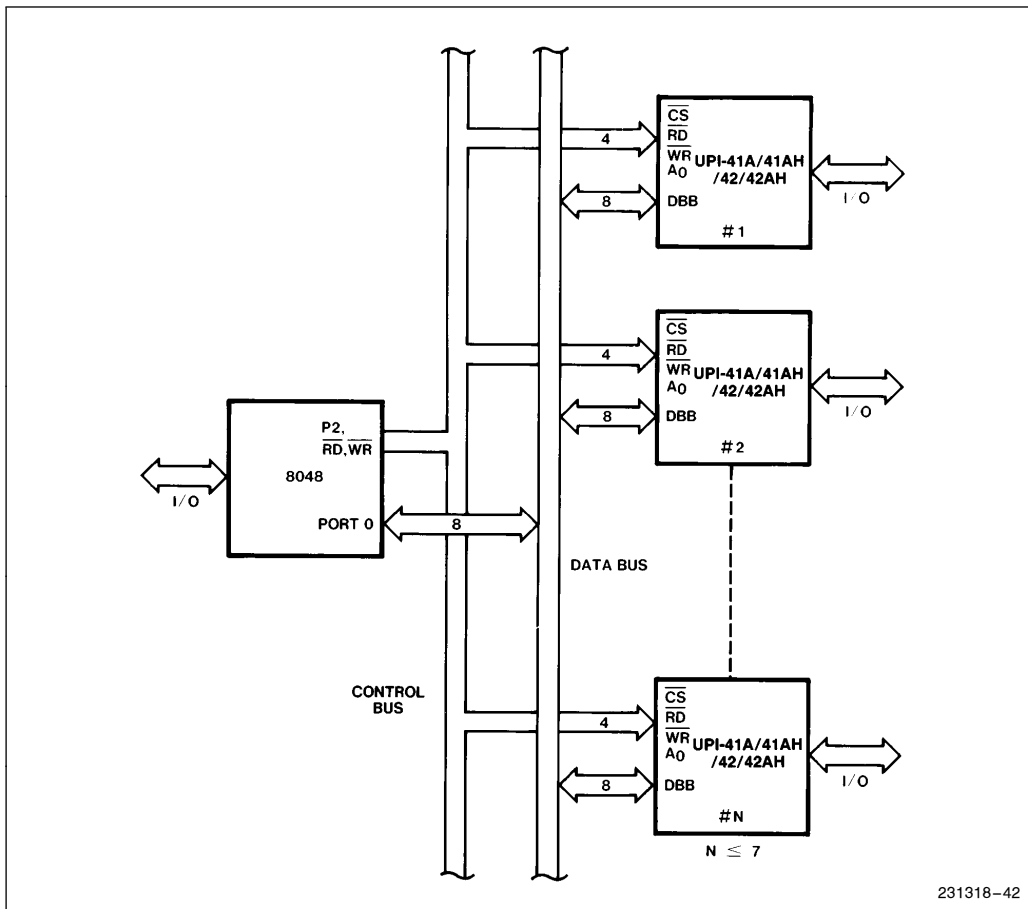 CS
RD
WR UPI-41A/41AH
A0 /42/42AH
DBB
#1
4
8
I/O
CS
RD
WR UPI-41A/41AH
A0 /42/42AH
DBB
#2
4
8
I/O
P2,
RD, WR
8048
PORT 0
I/O
8
DATA BUS
CONTROL
BUS
CS
RD
WR UPI-41A/41AH
A0 /42/42AH
DBB
#N
4
8
I/O
N ≤ 7
231318–42